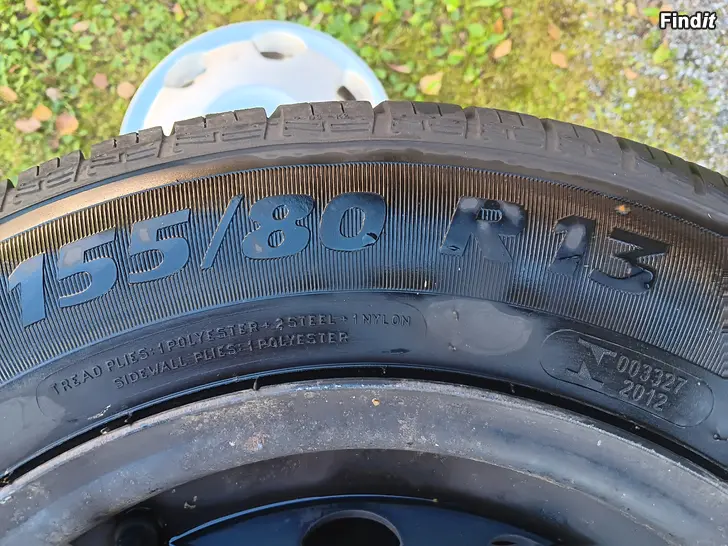 Findit
155/80 R13
TREAD PLIES: 1 POLYESTER + 2 STEEL + 1 NYLON
SIDEWALL PLIES: 1 POLYESTER
003327
2012